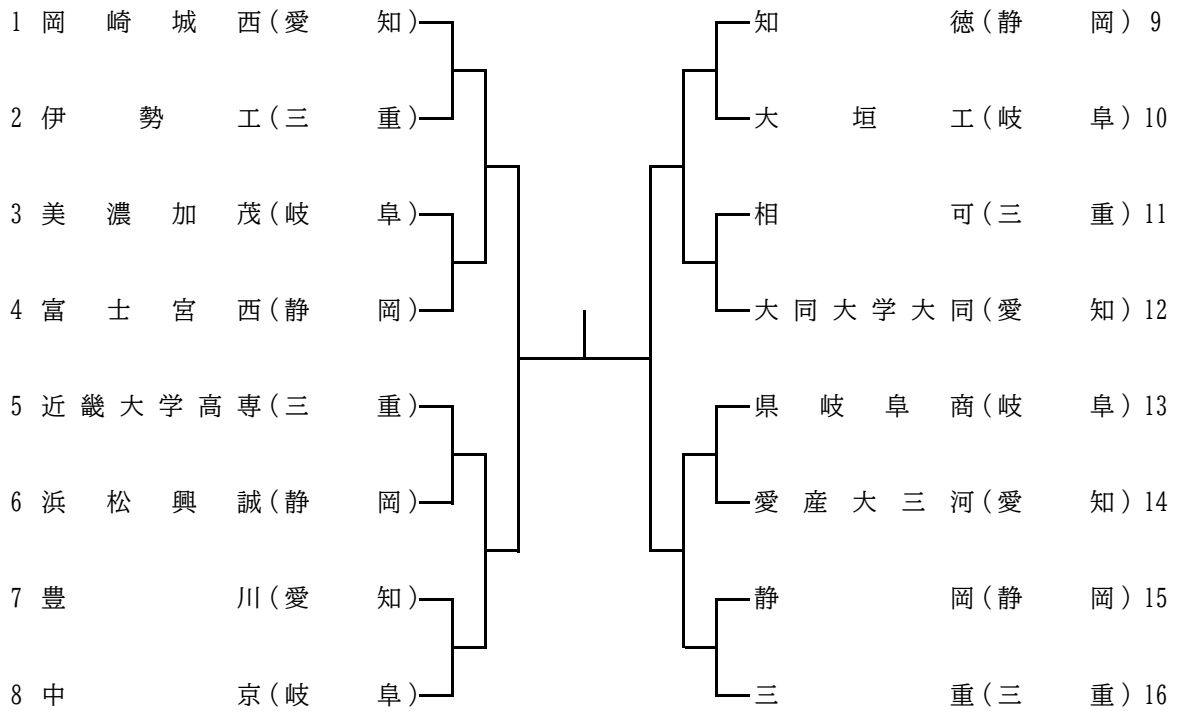 1 岡崎城西(愛知)
2 伊勢工(三重)
3 美濃加茂(岐阜)
4 富士宮西(静岡)
5 近畿大学高専(三重)
6 浜松興誠(静岡)
7 豊川(愛知)
8 中京(岐阜)
知徳(静岡) 9
大垣工(岐阜) 10
相可(三重) 11
大同大学大同(愛知) 12
県岐阜商(岐阜) 13
愛産大三河(愛知) 14
静岡(静岡) 15
三重(三重) 16